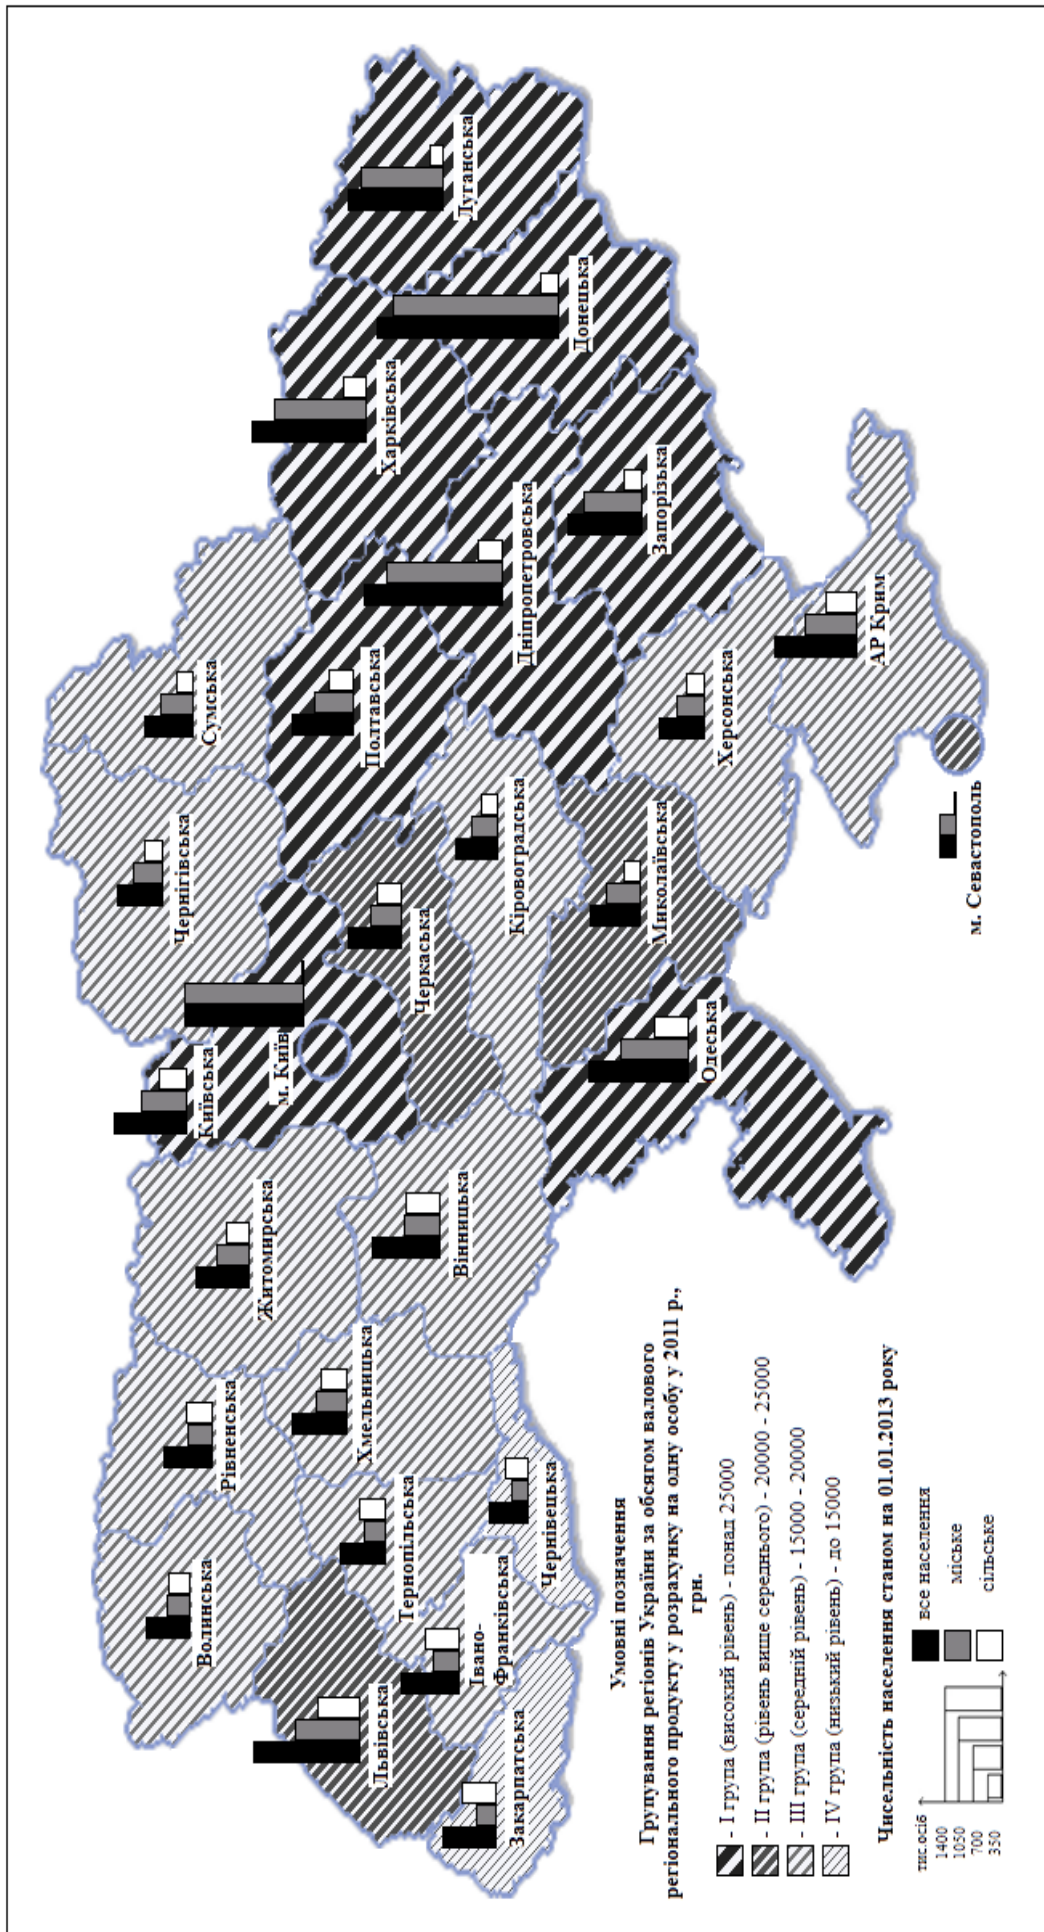 Чернігівська
Сумська
Волинська
Рівненська
Житомирська
Київська
м. Київ
Полтавська
Харківська
Луганська
Львівська
Тернопільська
Хмельницька
Вінницька
Черкаська
Кіровоградська
Дніпропетровська
Донецька
Закарпатська
Івано-
Франківська
Чернівецька
Одеська
Миколаївська
Запорізька
Херсонська
АР Крим
м. Севастополь
Умовні позначення
Групування регіонів України за обсягом валового
регіонального продукту у розрахунку на одну особу у 2011 р.,
грн.
- І група (високий рівень) - понад 25000
- ІІ група (рівень вище середнього) - 20000 - 25000
- ІІІ група (середній рівень) - 15000 - 20000
- IV група (низький рівень) - до 15000
Чисельність населення станом на 01.01.2013 року
тис.осіб
1400
1050
700
350
все населення
міське
сільське